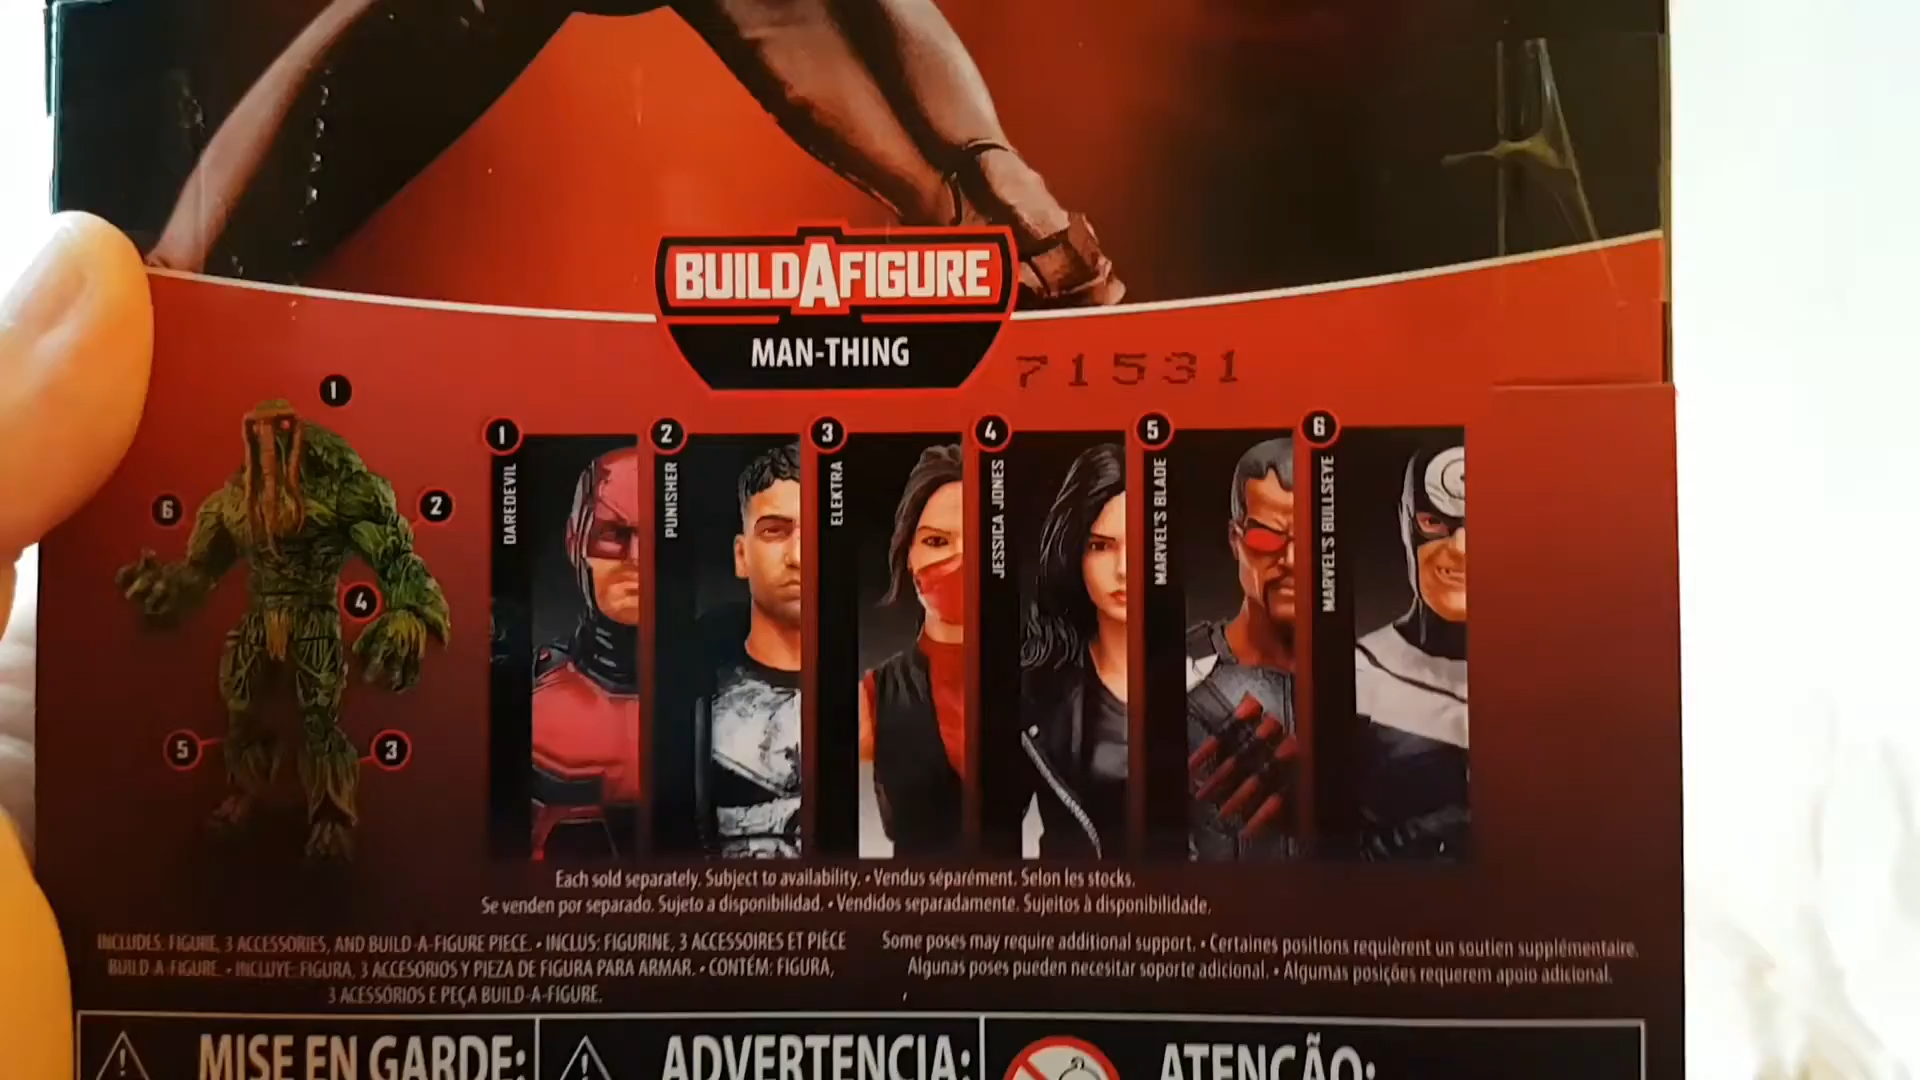 BUILD A FIGURE
MAN-THING
71531
1
6
2
4
5
3
1
DAREDEVIL
2
PUNISHER
3
ELEKTRA
4
JESSICA JONES
5
MARVEL'S BLADE
6
MARVEL'S BULLSEYE
Each sold separately. Subject to availability. • Vendus séparément. Selon les stocks.
Se venden por separado. Sujeto a disponibilidad. • Vendidos separadamente. Sujeitos à disponibilidade.
INCLUDES: FIGURE, 3 ACCESSORIES, AND BUILD-A-FIGURE PIECE. • INCLUS: FIGURINE, 3 ACCESSOIRES ET PIÈCE
BUILD-A-FIGURE. • INCLUYE: FIGURA, 3 ACCESORIOS Y PIEZA DE FIGURA PARA ARMAR. • CONTÉM: FIGURA,
3 ACESSÓRIOS E PEÇA BUILD-A-FIGURE.
Some poses may require additional support. • Certaines positions requièrent un soutien supplémentaire.
Algunas poses pueden necesitar soporte adicional. • Algumas posições requerem apoio adicional.
MISE EN GARDE:
ADVERTENCIA:
ATENÇÃO: